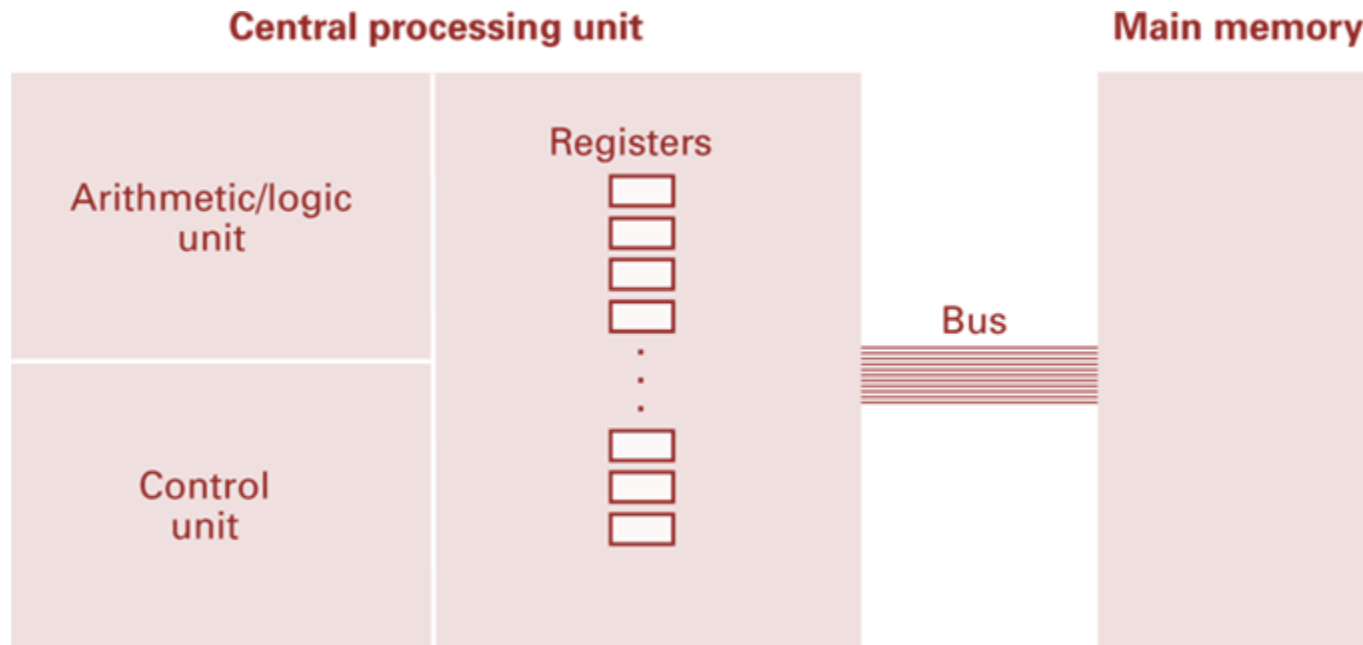 Central processing unit
Main memory
Registers
Arithmetic/logic
unit
Bus
Control
unit